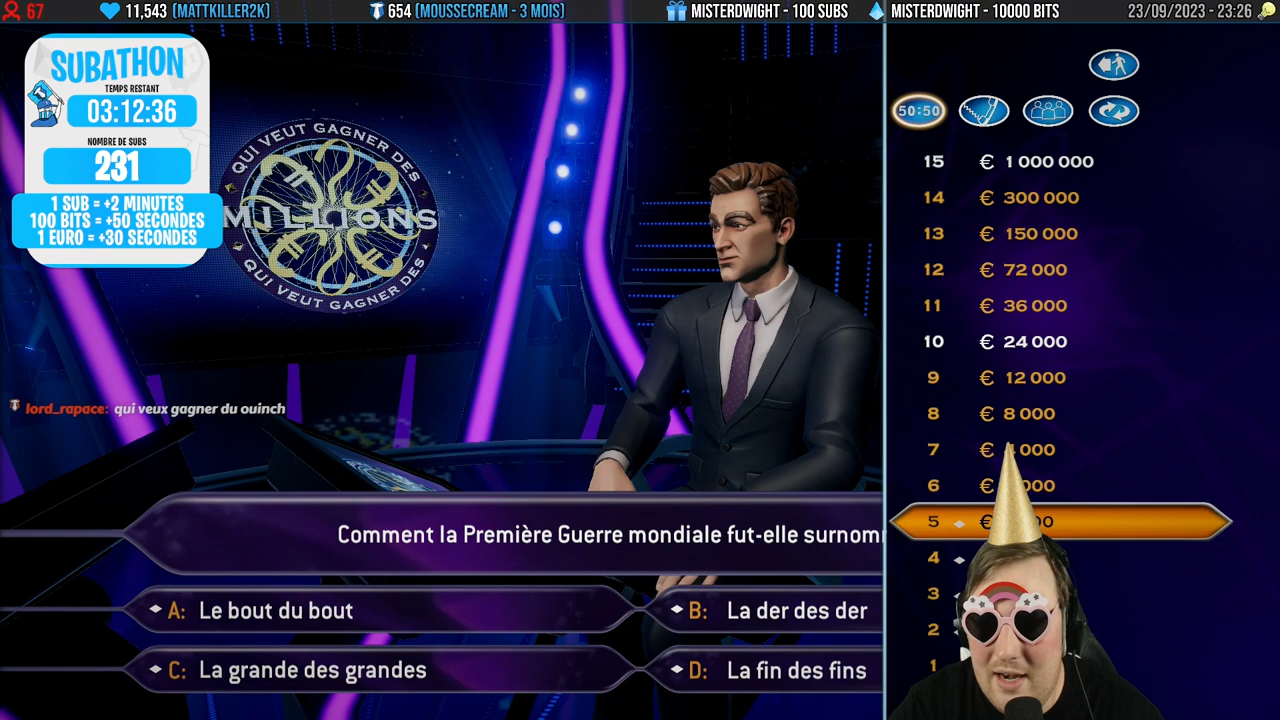 67
11,543 (MATTKILLER2K)
654 (MOUSSECREAM - 3 MOIS)
MISTERDWIGHT - 100 SUBS
MISTERDWIGHT - 10000 BITS
23/09/2023 - 23:26
SUBATHON
TEMPS RESTANT
03:12:36
NOMBRE DE SUBS
231
1 SUB = +2 MINUTES
100 BITS = +50 SECONDES
1 EURO = +30 SECONDES
QUI VEUT GAGNER DES
MILLIONS
QUI VEUT GAGNER DES
50:50
15 € 1 000 000
14 € 300 000
13 € 150 000
12 € 72 000
11 € 36 000
10 € 24 000
9 € 12 000
8 € 8 000
7 € 000
6 € 000
5 €
4
3
2
1
lord_rapace: qui veux gagner du ouinch
Comment la Première Guerre mondiale fut-elle
A: Le bout du bout
B: La der des der
C: La grande des grandes
D: La fin des fins